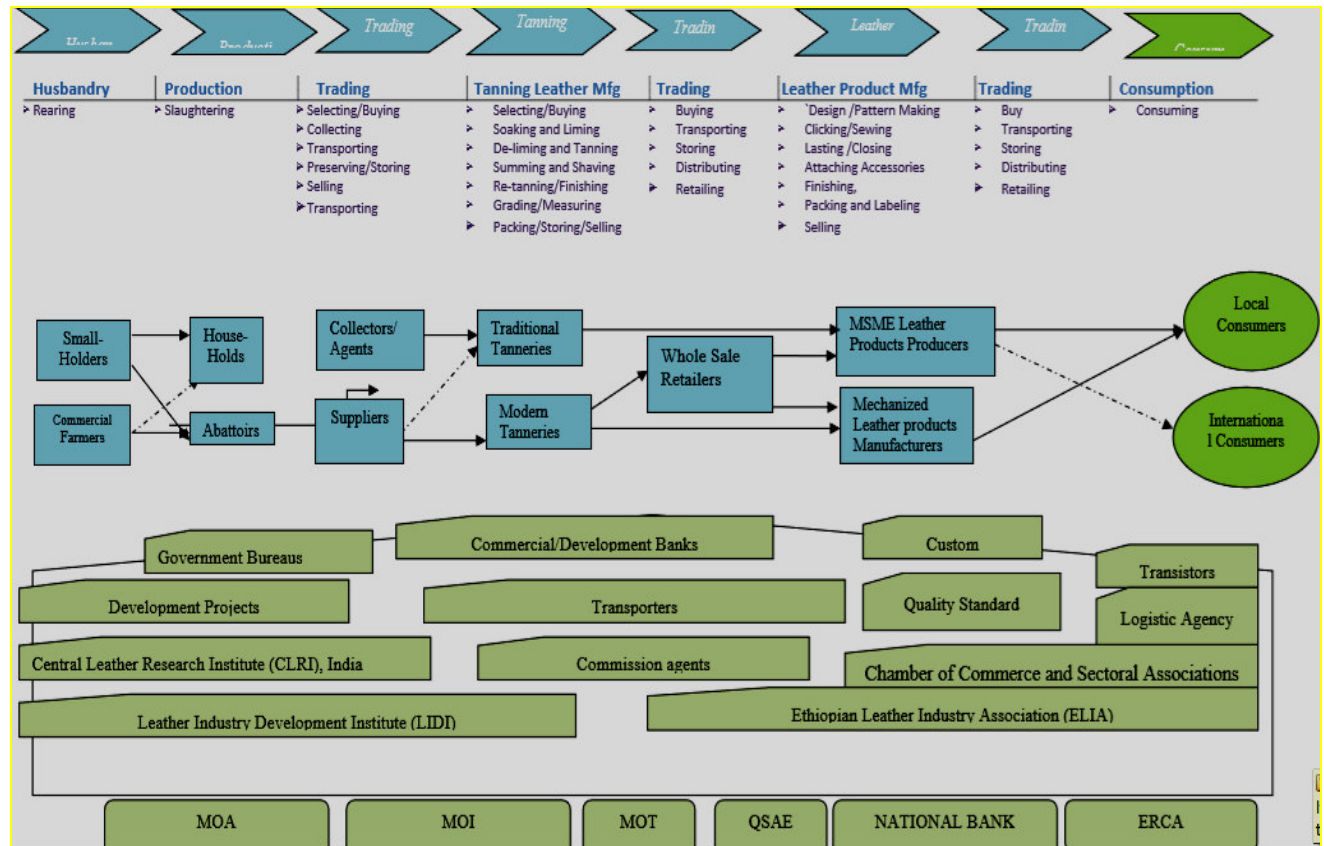 Trading
Tanning
Tradin
Leather
Tradin
Husbandry
Rearing
Production
Slaughtering
Trading
Selecting/Buying
Collecting
Transporting
Preserving/Storing
Selling
Transporting
Tanning Leather Mfg
Selecting/Buying
Soaking and Liming
De-liming and Tanning
Summing and Shaving
Re-tanning/Finishing
Grading/Measuring
Packing/Storing/Selling
Trading
Buying
Transporting
Storing
Distributing
Retailing
Leather Product Mfg
`Design /Pattern Making
Clicking/Sewing
Lasting /Closing
Attaching Accessories
Finishing,
Packing and Labeling
Selling
Trading
Buy
Transporting
Storing
Distributing
Retailing
Consumption
Consuming
Small-
Holders
House-
Holds
Collectors/
Agents
Traditional
Tanneries
Whole Sale
Retailers
MSME Leather
Products Producers
Local
Consumers
Commercial
Farmers
Abattoirs
Suppliers
Modern
Tanneries
Mechanized
Leather products
Manufacturers
Internationa
l Consumers
Government Bureaus
Commercial/Development Banks
Custom
Transistors
Development Projects
Transporters
Quality Standard
Logistic Agency
Central Leather Research Institute (CLRI), India
Commission agents
Chamber of Commerce and Sectoral Associations
Leather Industry Development Institute (LIDI)
Ethiopian Leather Industry Association (ELIA)
MOA
MOI
MOT
QSAE
NATIONAL BANK
ERCA